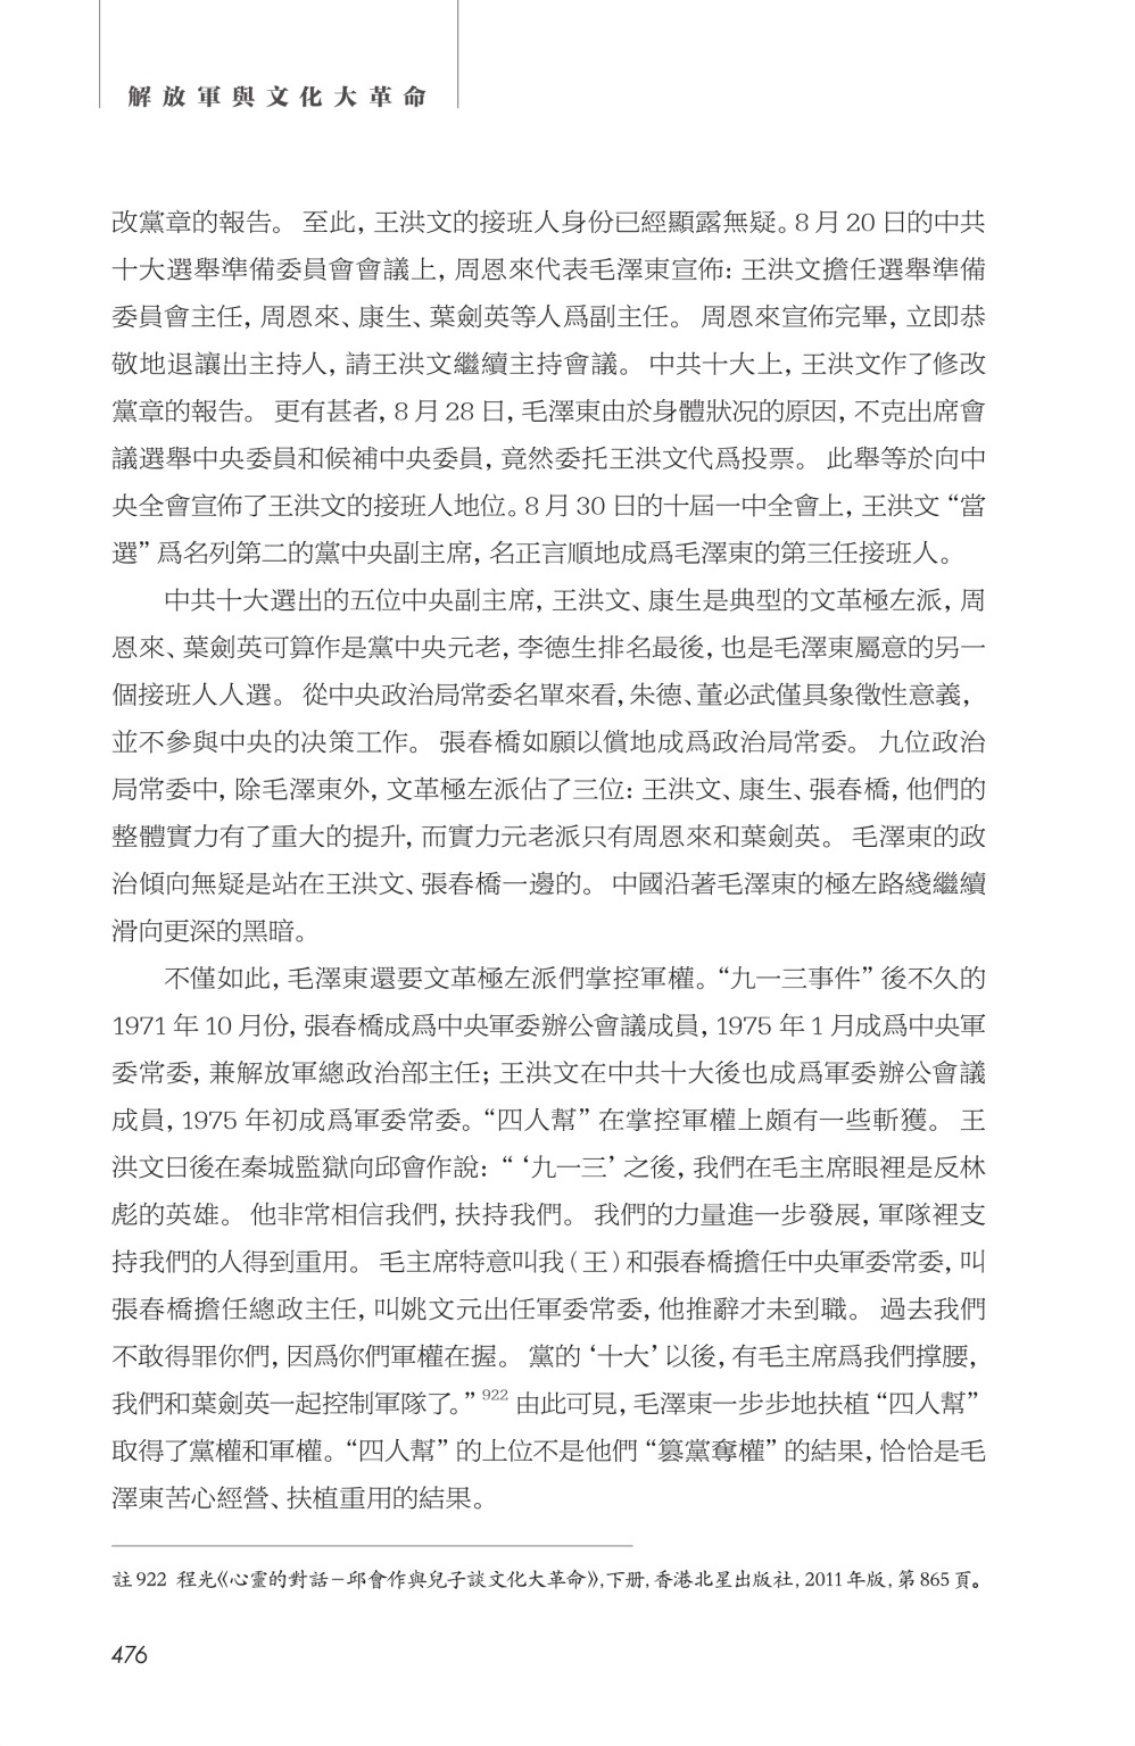 解放軍與文化大革命
改黨章的報告。 至此, 王洪文的接班人身份已經顯露無疑。8 月 20 日的中共
十大選舉準備委員會會議上, 周恩來代表毛澤東宣佈: 王洪文擔任選舉準備
委員會主任, 周恩來、康生、葉劍英等人爲副主任。 周恩來宣佈完畢, 立即恭
敬地退讓出主持人, 請王洪文繼續主持會議。 中共十大上, 王洪文作了修改
黨章的報告。 更有甚者, 8 月 28 日, 毛澤東由於身體狀況的原因, 不克出席會
議選舉中央委員和候補中央委員, 竟然委托王洪文代爲投票。 此舉等於向中
央全會宣佈了王洪文的接班人地位。8 月 30 日的十屆一中全會上, 王洪文 “當
選” 爲名列第二的黨中央副主席, 名正言順地成爲毛澤東的第三任接班人。
中共十大選出的五位中央副主席, 王洪文、康生是典型的文革極左派, 周
恩來、葉劍英可算作是黨中央元老, 李德生排名最後, 也是毛澤東屬意的另一
個接班人人選。 從中央政治局常委名單來看, 朱德、董必武僅具象徵性意義,
並不參與中央的決策工作。 張春橋如願以償地成爲政治局常委。 九位政治
局常委中, 除毛澤東外, 文革極左派佔了三位: 王洪文、康生、張春橋, 他們的
整體實力有了重大的提升, 而實力元老派只有周恩來和葉劍英。 毛澤東的政
治傾向無疑是站在王洪文、張春橋一邊的。 中國沿著毛澤東的極左路綫繼續
滑向更深的黑暗。
不僅如此, 毛澤東還要文革極左派們掌控軍權。“九一三事件” 後不久的
1971 年 10 月份, 張春橋成爲中央軍委辦公會議成員, 1975 年 1 月成爲中央軍
委常委, 兼解放軍總政治部主任; 王洪文在中共十大後也成爲軍委辦公會議
成員, 1975 年初成爲軍委常委。“四人幫” 在掌控軍權上頗有一些斬獲。 王
洪文日後在秦城監獄向邱會作說: “ ‘九一三’ 之後, 我們在毛主席眼裡是反林
彪的英雄。 他非常相信我們, 扶持我們。 我們的力量進一步發展, 軍隊裡支
持我們的人得到重用。 毛主席特意叫我 (王) 和張春橋擔任中央軍委常委, 叫
張春橋擔任總政主任, 叫姚文元出任軍委常委, 他推辭才未到職。 過去我們
不敢得罪你們, 因爲你們軍權在握。 黨的 ‘十大’ 以後, 有毛主席爲我們撐腰,
我們和葉劍英一起控制軍隊了。” 922 由此可見, 毛澤東一步步地扶植 “四人幫”
取得了黨權和軍權。“四人幫” 的上位不是他們 “篡黨奪權” 的結果, 恰恰是毛
澤東苦心經營、扶植重用的結果。
註 922 程光《心靈的對話－邱會作與兒子談文化大革命》, 下册, 香港北星出版社, 2011 年版, 第 865 頁。
476